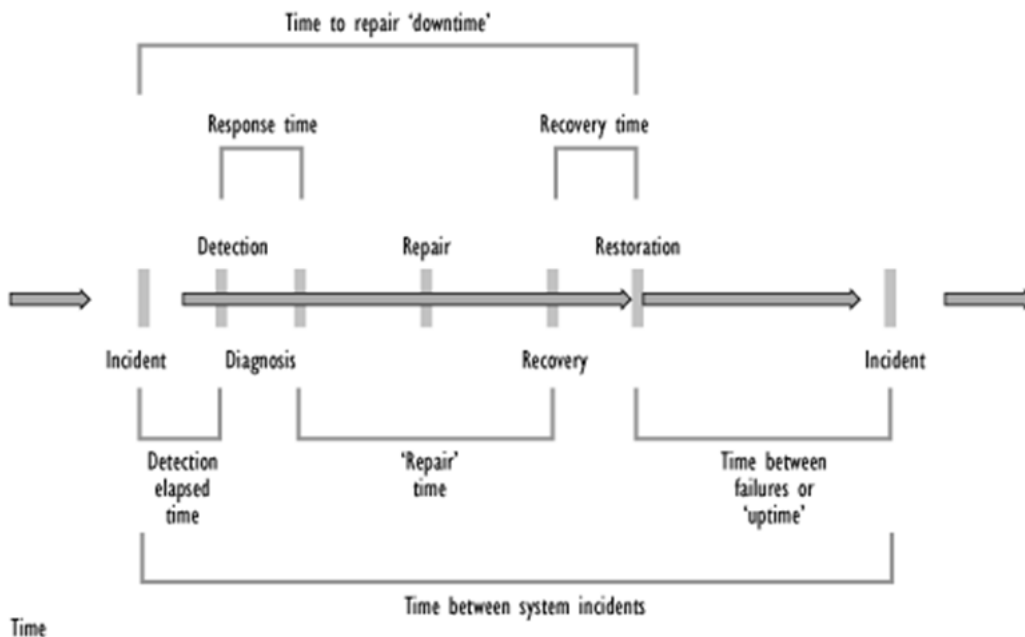 Time to repair ‘downtime’
Response time
Recovery time
Detection
Repair
Restoration
Incident
Diagnosis
Recovery
Incident
Detection
elapsed
time
‘Repair’
time
Time between
failures or
‘uptime’
Time between system incidents
Time